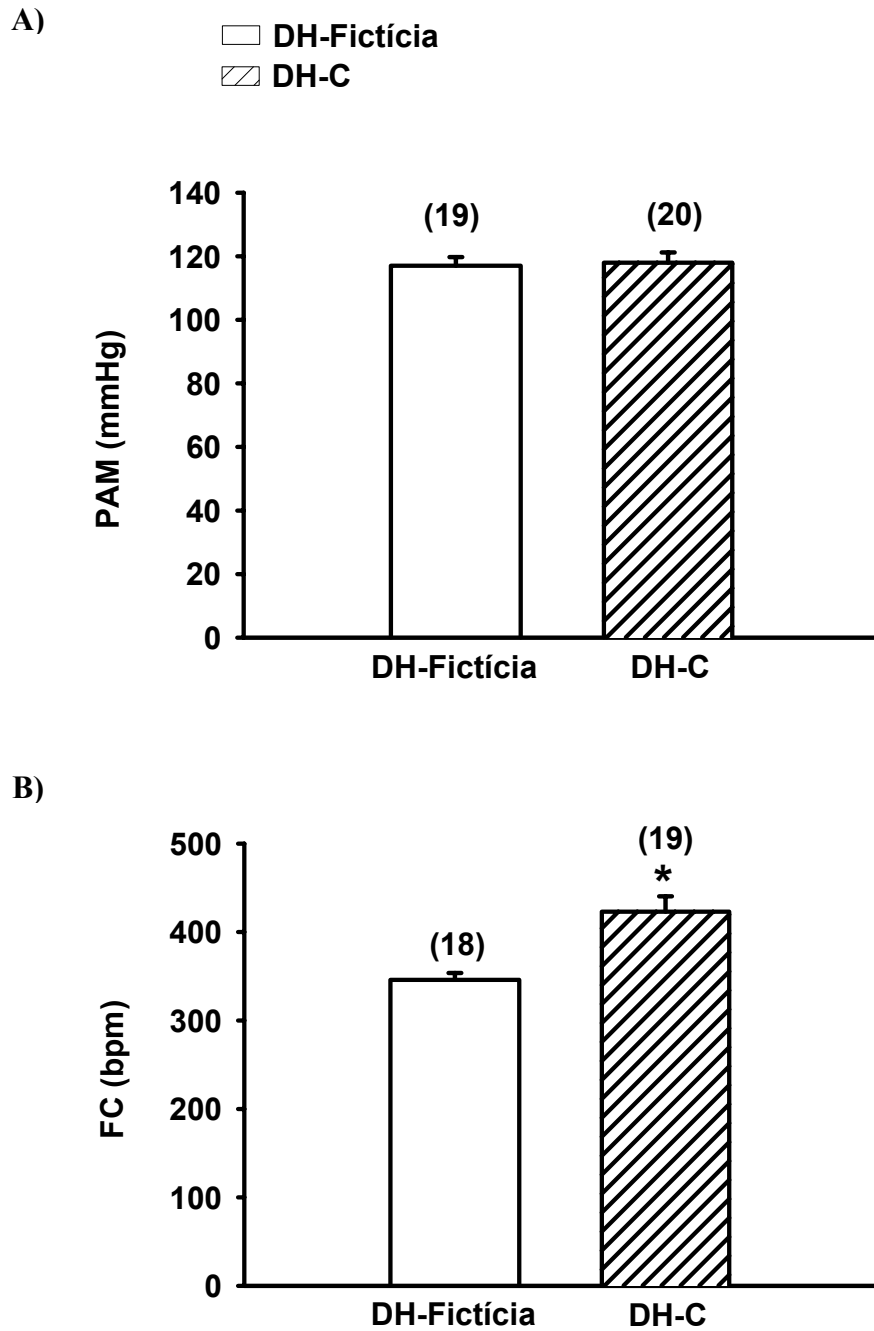 A)
DH-Fictícia
DH-C
140
120
100
80
60
40
20
0
PAM (mmHg)
(19)
(20)
DH-Fictícia DH-C
B)
500
400
300
200
100
0
FC (bpm)
(18)
(19)
*
DH-Fictícia DH-C